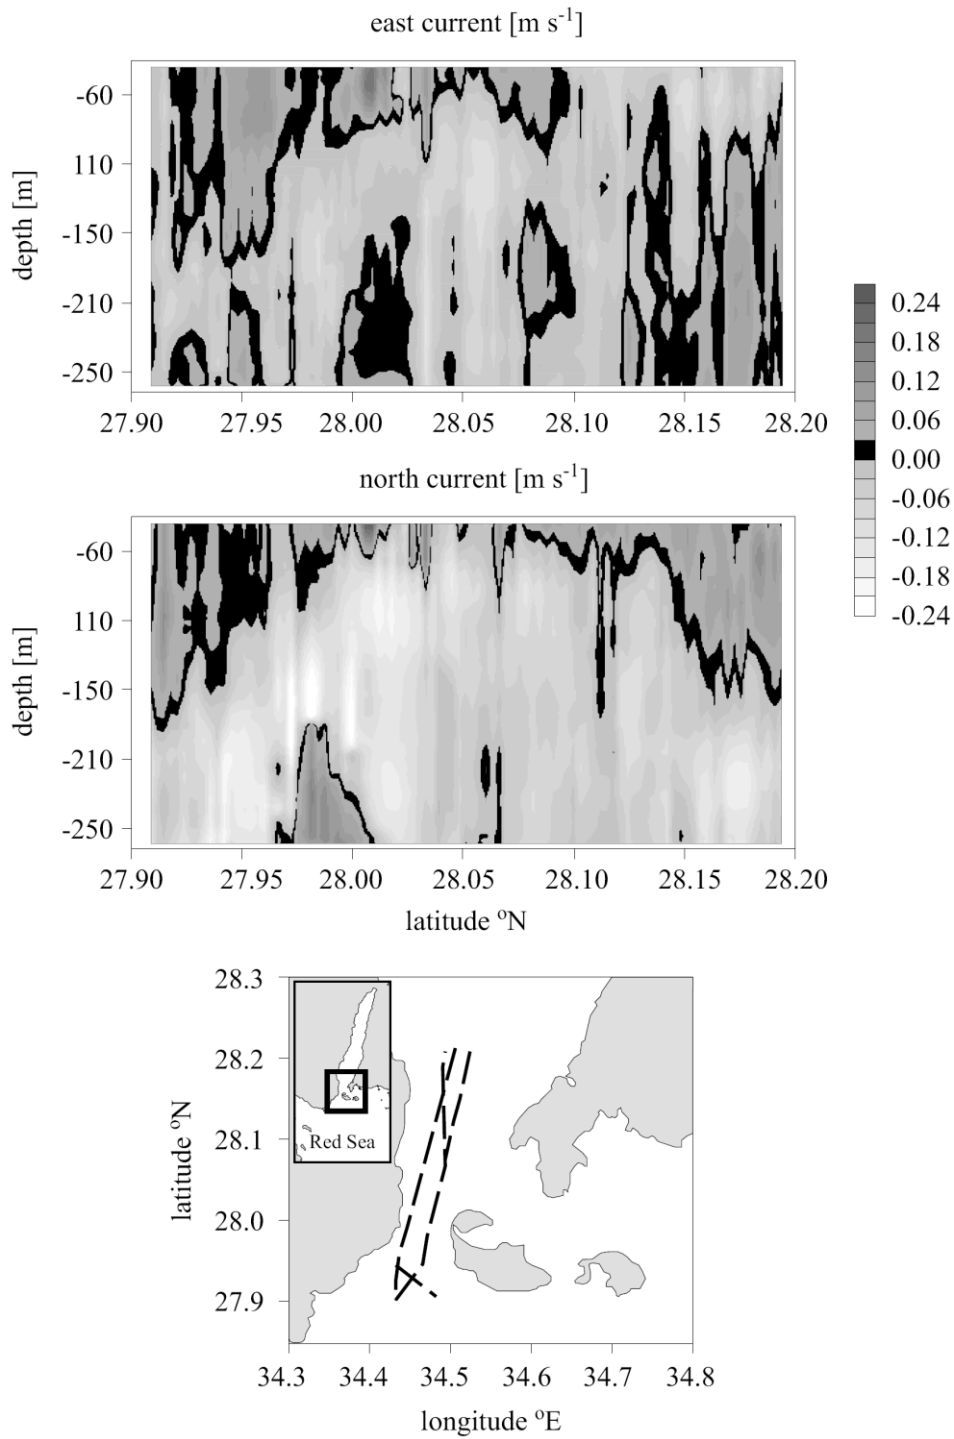 east current [m s-1]
depth [m]
-60
110
-150
-210
-250
27.90 27.95 28.00 28.05 28.10 28.15 28.20
0.24
0.18
0.12
0.06
0.00
-0.06
-0.12
-0.18
-0.24
north current [m s-1]
depth [m]
-60
110
-150
-210
-250
27.90 27.95 28.00 28.05 28.10 28.15 28.20
latitude oN
latitude oN
28.3
28.2
28.1
28.0
27.9
Red Sea
34.3 34.4 34.5 34.6 34.7 34.8
longitude oE